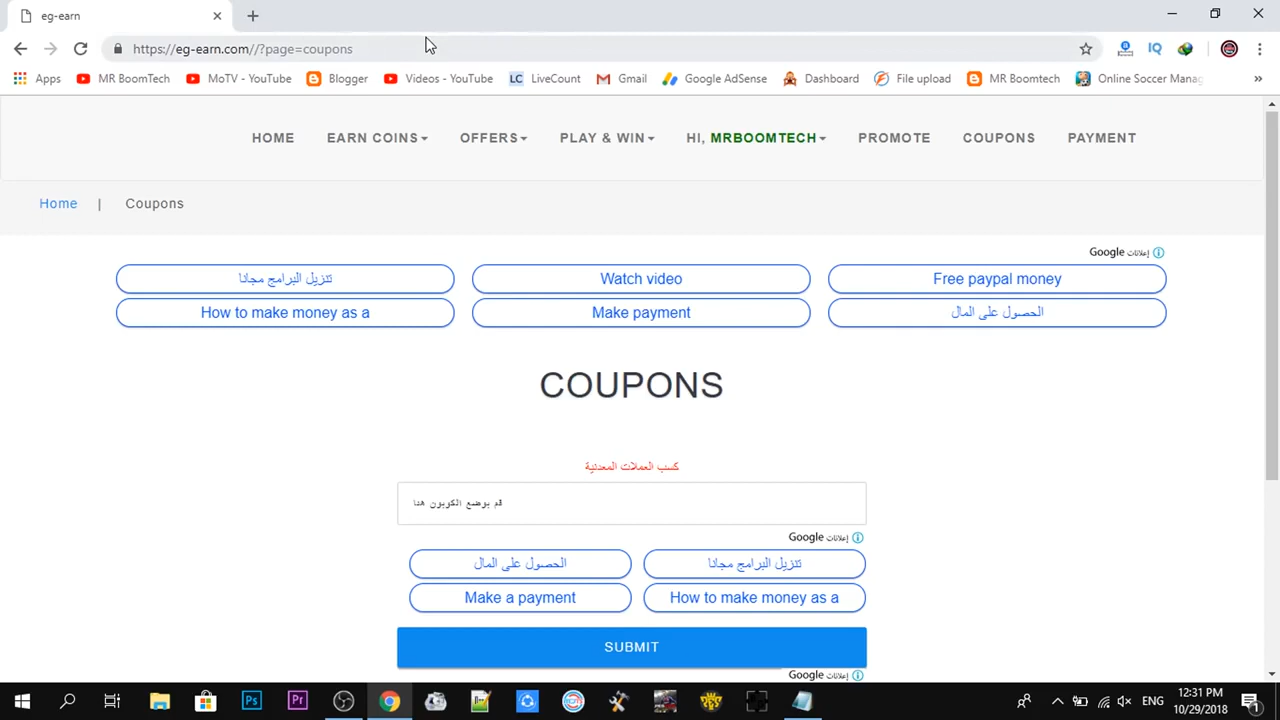 eg-earn
https://eg-earn.com//?page=coupons
Apps MR BoomTech MoTV - YouTube Blogger Videos - YouTube LC LiveCount Gmail Google AdSense Dashboard File upload MR Boomtech Online Soccer Manag »
HOME EARN COINS OFFERS PLAY & WIN HI, MRBOOMTECH PROMOTE COUPONS PAYMENT
Home | Coupons
إعلانات Google
تنزيل البرامج مجانا Watch video Free paypal money
How to make money as a Make payment الحصول على المال
COUPONS
كسب العملات المعدنية
قم بوضع الكوبون هنا
إعلانات Google
الحصول على المال تنزيل البرامج مجانا
Make a payment How to make money as a
SUBMIT
إعلانات Google
ENG 12:31 PM
10/29/2018